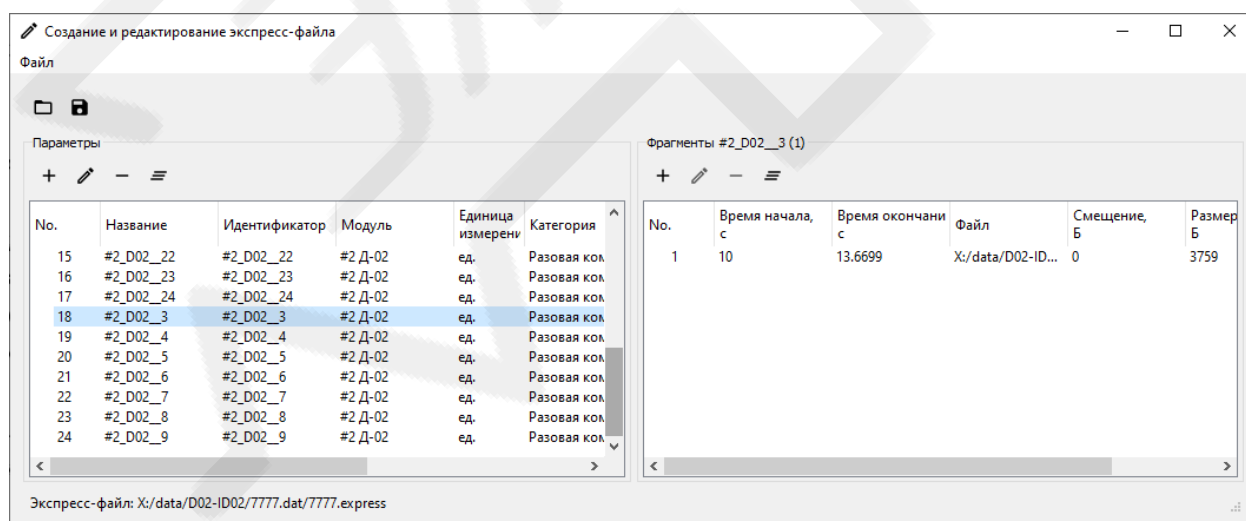 Создание и редактирование экспресс-файла
Файл
Параметры
No. Название Идентификатор Модуль Единица измерени Категория
15 #2_D02__22 #2_D02__22 #2 Д-02 ед. Разовая ком
16 #2_D02__23 #2_D02__23 #2 Д-02 ед. Разовая ком
17 #2_D02__24 #2_D02__24 #2 Д-02 ед. Разовая ком
18 #2_D02__3 #2_D02__3 #2 Д-02 ед. Разовая ком
19 #2_D02__4 #2_D02__4 #2 Д-02 ед. Разовая ком
20 #2_D02__5 #2_D02__5 #2 Д-02 ед. Разовая ком
21 #2_D02__6 #2_D02__6 #2 Д-02 ед. Разовая ком
22 #2_D02__7 #2_D02__7 #2 Д-02 ед. Разовая ком
23 #2_D02__8 #2_D02__8 #2 Д-02 ед. Разовая ком
24 #2_D02__9 #2_D02__9 #2 Д-02 ед. Разовая ком
Фрагменты #2_D02__3 (1)
No. Время начала, с Время окончани с Файл Смещение, Б Размер Б
1 10 13.6699 X:/data/D02-ID... 0 3759
Экспресс-файл: X:/data/D02-ID02/7777.dat/7777.express